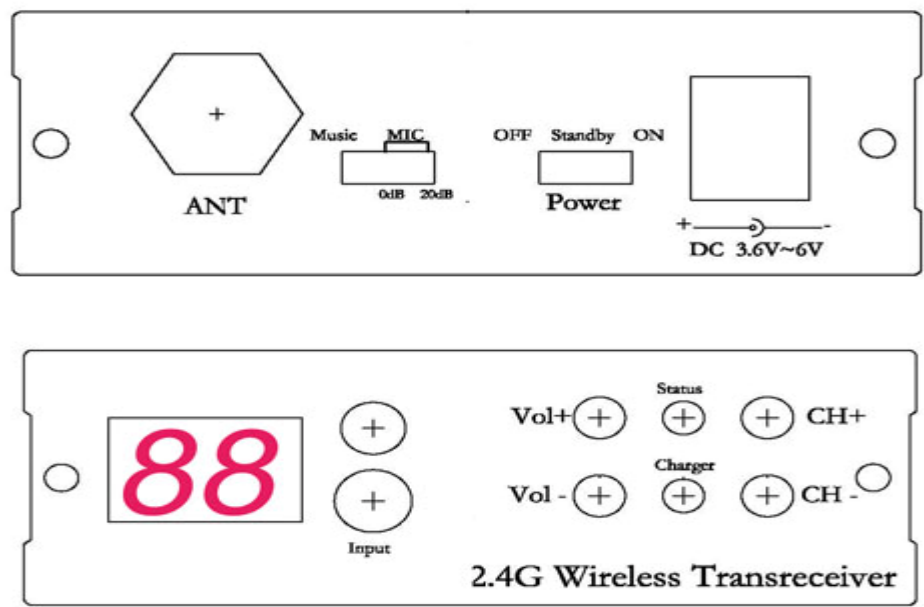 Music MIC OFF Standby ON
0dB 20dB
ANT Power
+ -
DC 3.6V~6V
88
Status
Vol+ CH+
Charger
Vol - CH -
Input
2.4G Wireless Transreceiver